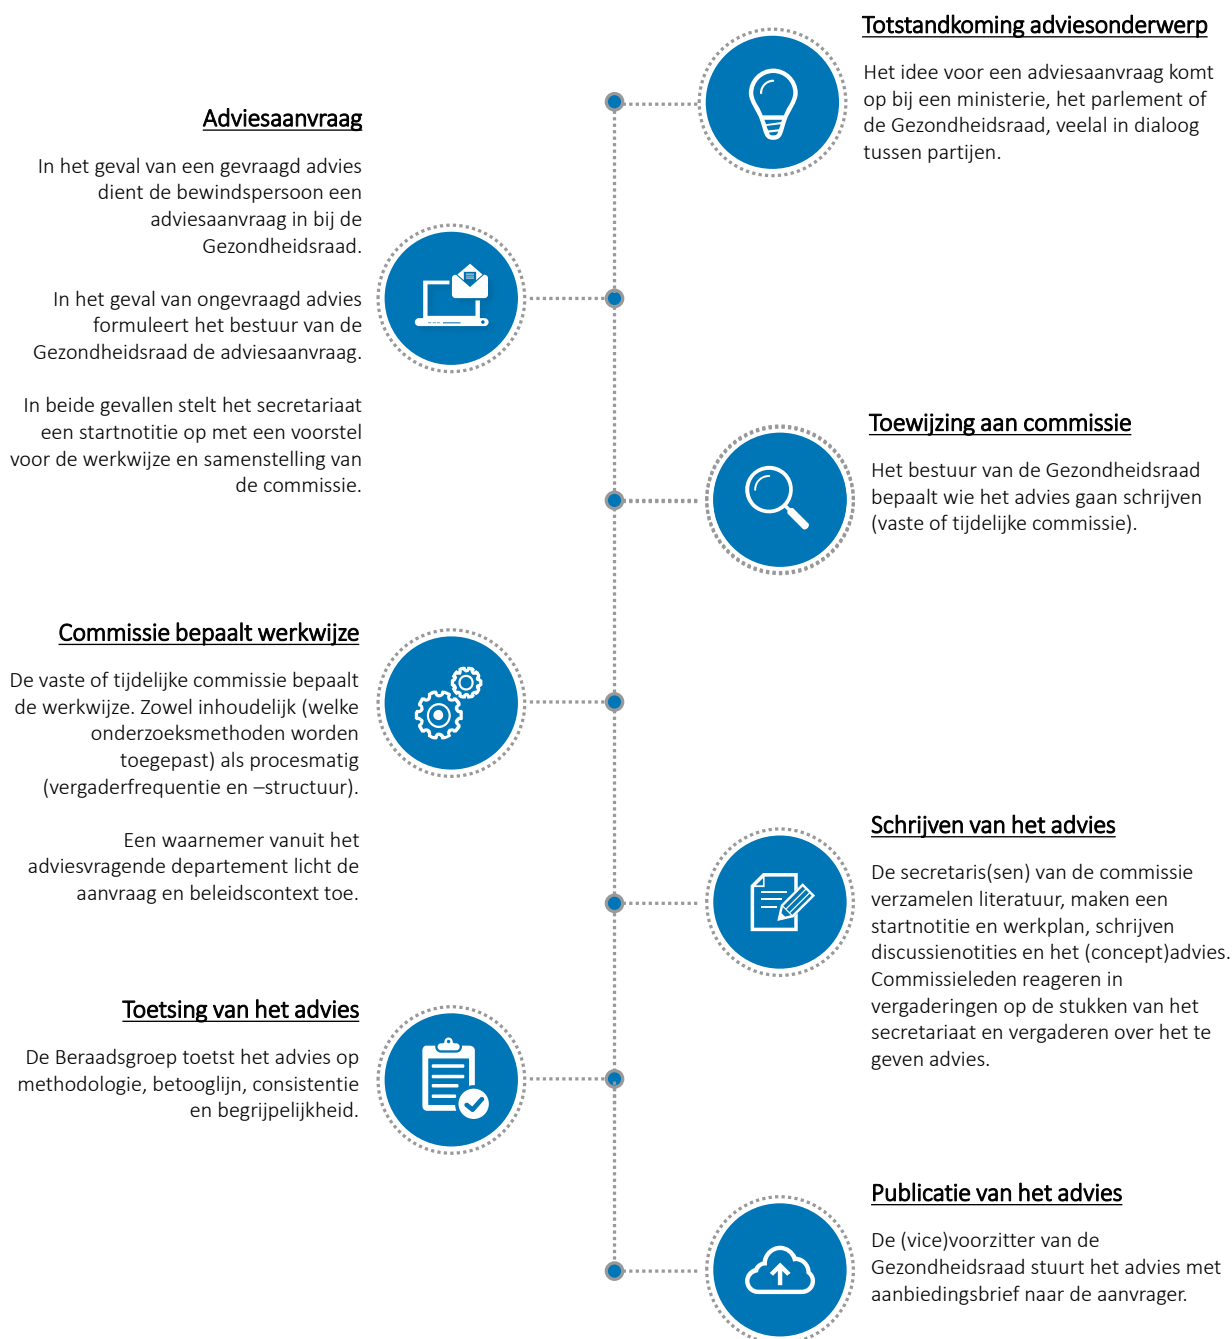 Totstandkoming adviesonderwerp
Het idee voor een adviesaanvraag komt
op bij een ministerie, het parlement of
de Gezondheidsraad, veelal in dialoog
tussen partijen.
Adviesaanvraag
In het geval van een gevraagd advies
dient de bewindspersoon een
adviesaanvraag in bij de
Gezondheidsraad.
In het geval van ongevraagd advies
formuleert het bestuur van de
Gezondheidsraad de adviesaanvraag.
In beide gevallen stelt het secretariaat
een startnotitie op met een voorstel
voor de werkwijze en samenstelling van
de commissie.
Toewijzing aan commissie
Het bestuur van de Gezondheidsraad
bepaalt wie het advies gaan schrijven
(vaste of tijdelijke commissie).
Commissie bepaalt werkwijze
De vaste of tijdelijke commissie bepaalt
de werkwijze. Zowel inhoudelijk (welke
onderzoeksmethoden worden
toegepast) als procesmatig
(vergaderfrequentie en –structuur).
Een waarnemer vanuit het
adviesvragende departement licht de
aanvraag en beleidscontext toe.
Schrijven van het advies
De secretaris(sen) van de commissie
verzamelen literatuur, maken een
startnotitie en werkplan, schrijven
discussienotities en het (concept)advies.
Commissieleden reageren in
vergaderingen op de stukken van het
secretariaat en vergaderen over het te
geven advies.
Toetsing van het advies
De Beraadsgroep toetst het advies op
methodologie, betooglijn, consistentie
en begrijpelijkheid.
Publicatie van het advies
De (vice)voorzitter van de
Gezondheidsraad stuurt het advies met
aanbiedingsbrief naar de aanvrager.